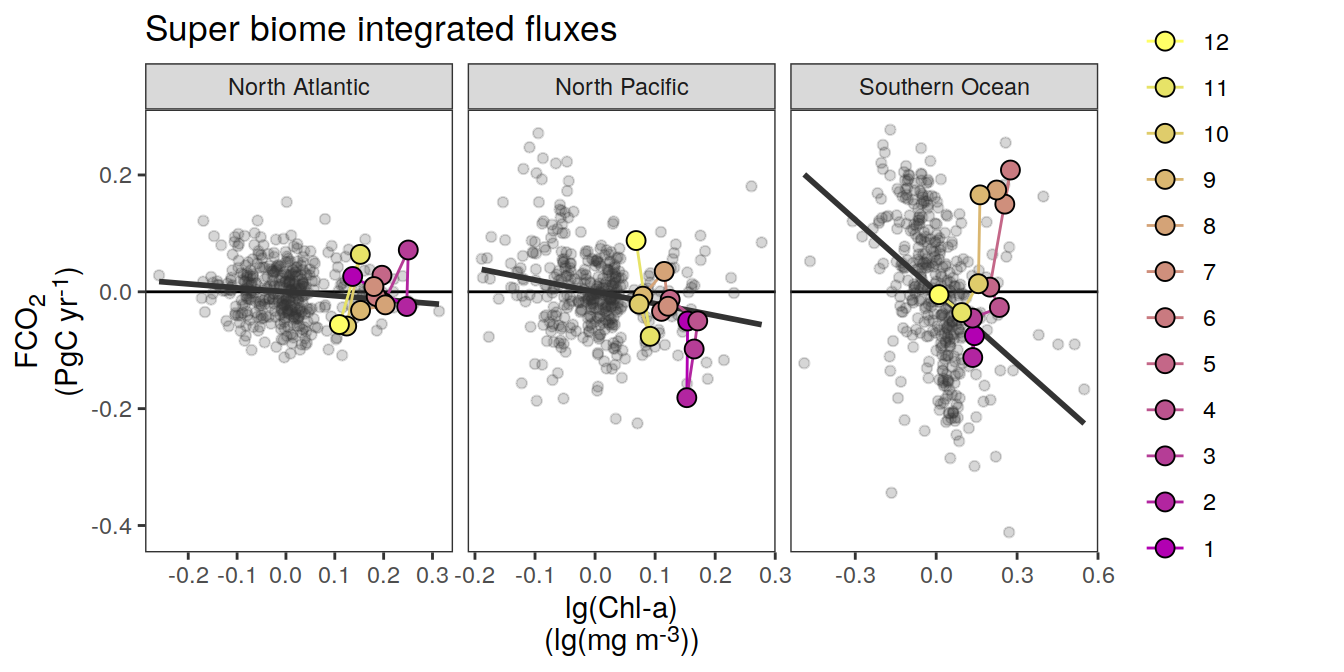 Super biome integrated fluxes
North Atlantic
North Pacific
Southern Ocean
FCO2
(PgC yr-1)
0.2
0.0
-0.2
-0.4
-0.2 -0.1 0.0 0.1 0.2 0.3
-0.2 -0.1 0.0 0.1 0.2 0.3
-0.3 0.0 0.3 0.6
lg(Chl-a)
(lg(mg m-3))
12
11
10
9
8
7
6
5
4
3
2
1